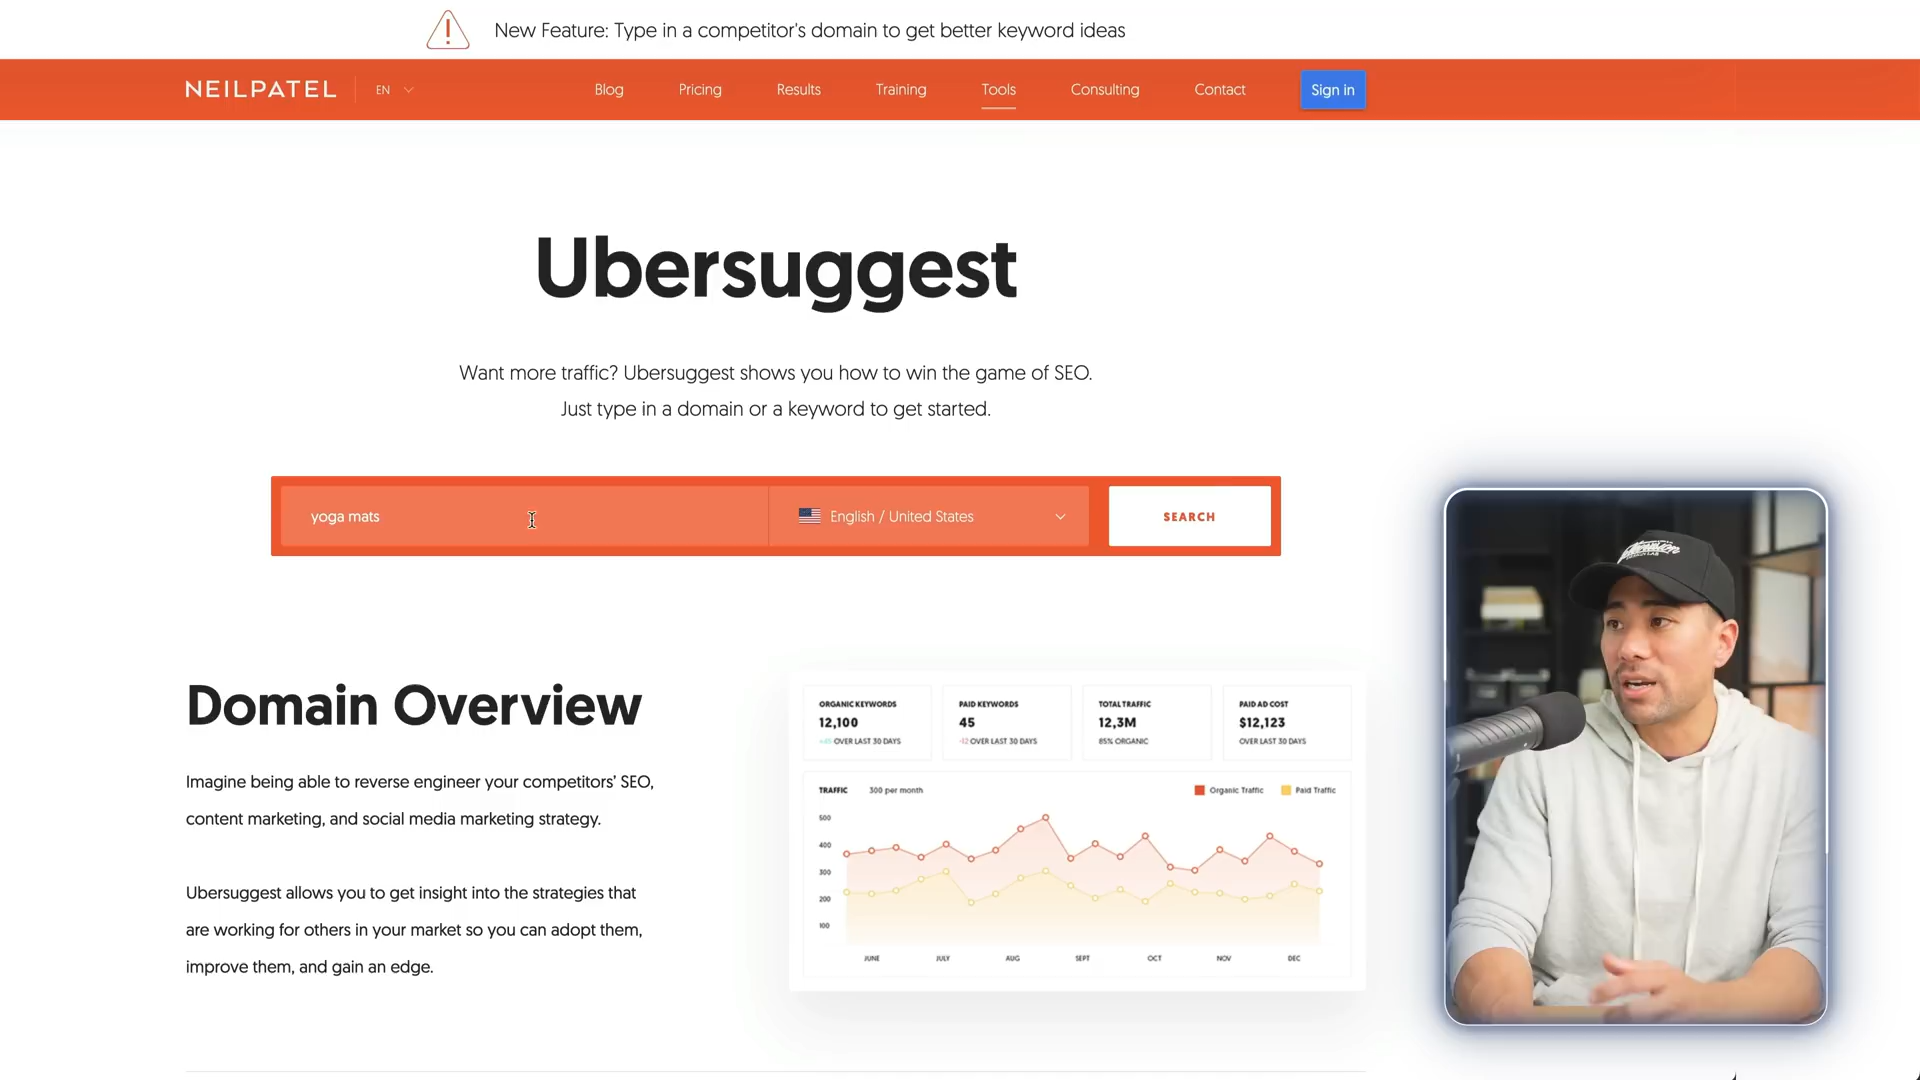 New Feature: Type in a competitor's domain to get better keyword ideas
NEILPATEL
EN
Blog
Pricing
Results
Training
Tools
Consulting
Contact
Sign in
Ubersuggest
Want more traffic? Ubersuggest shows you how to win the game of SEO.
Just type in a domain or a keyword to get started.
yoga mats
English / United States
SEARCH
Domain Overview
Imagine being able to reverse engineer your competitors' SEO,
content marketing, and social media marketing strategy.
Ubersuggest allows you to get insight into the strategies that
are working for others in your market so you can adopt them,
improve them, and gain an edge.
ORGANIC KEYWORDS
12,100
OVER LAST 30 DAYS
PAID KEYWORDS
45
-12 OVER LAST 30 DAYS
TOTAL TRAFFIC
12,3M
85% ORGANIC
PAID AD COST
$12,123
OVER LAST 30 DAYS
TRAFFIC
300 per month
Organic Traffic
Paid Traffic
500
400
300
200
100
JUNE
JULY
AUG
SEPT
OCT
NOV
DEC